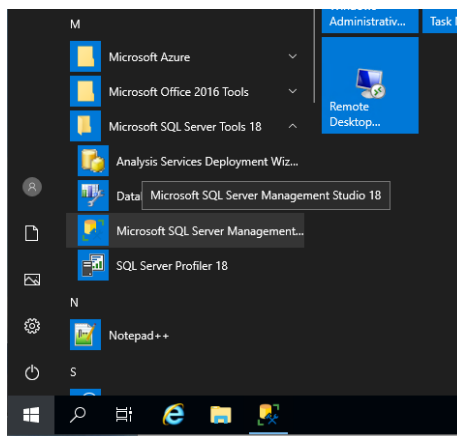 M
Administrativ...
Task
Microsoft Azure
Microsoft Office 2016 Tools
Remote
Desktop...
Microsoft SQL Server Tools 18
Analysis Services Deployment Wiz...
Microsoft SQL Server Management Studio 18
Microsoft SQL Server Management...
SQL Server Profiler 18
N
Notepad++
S